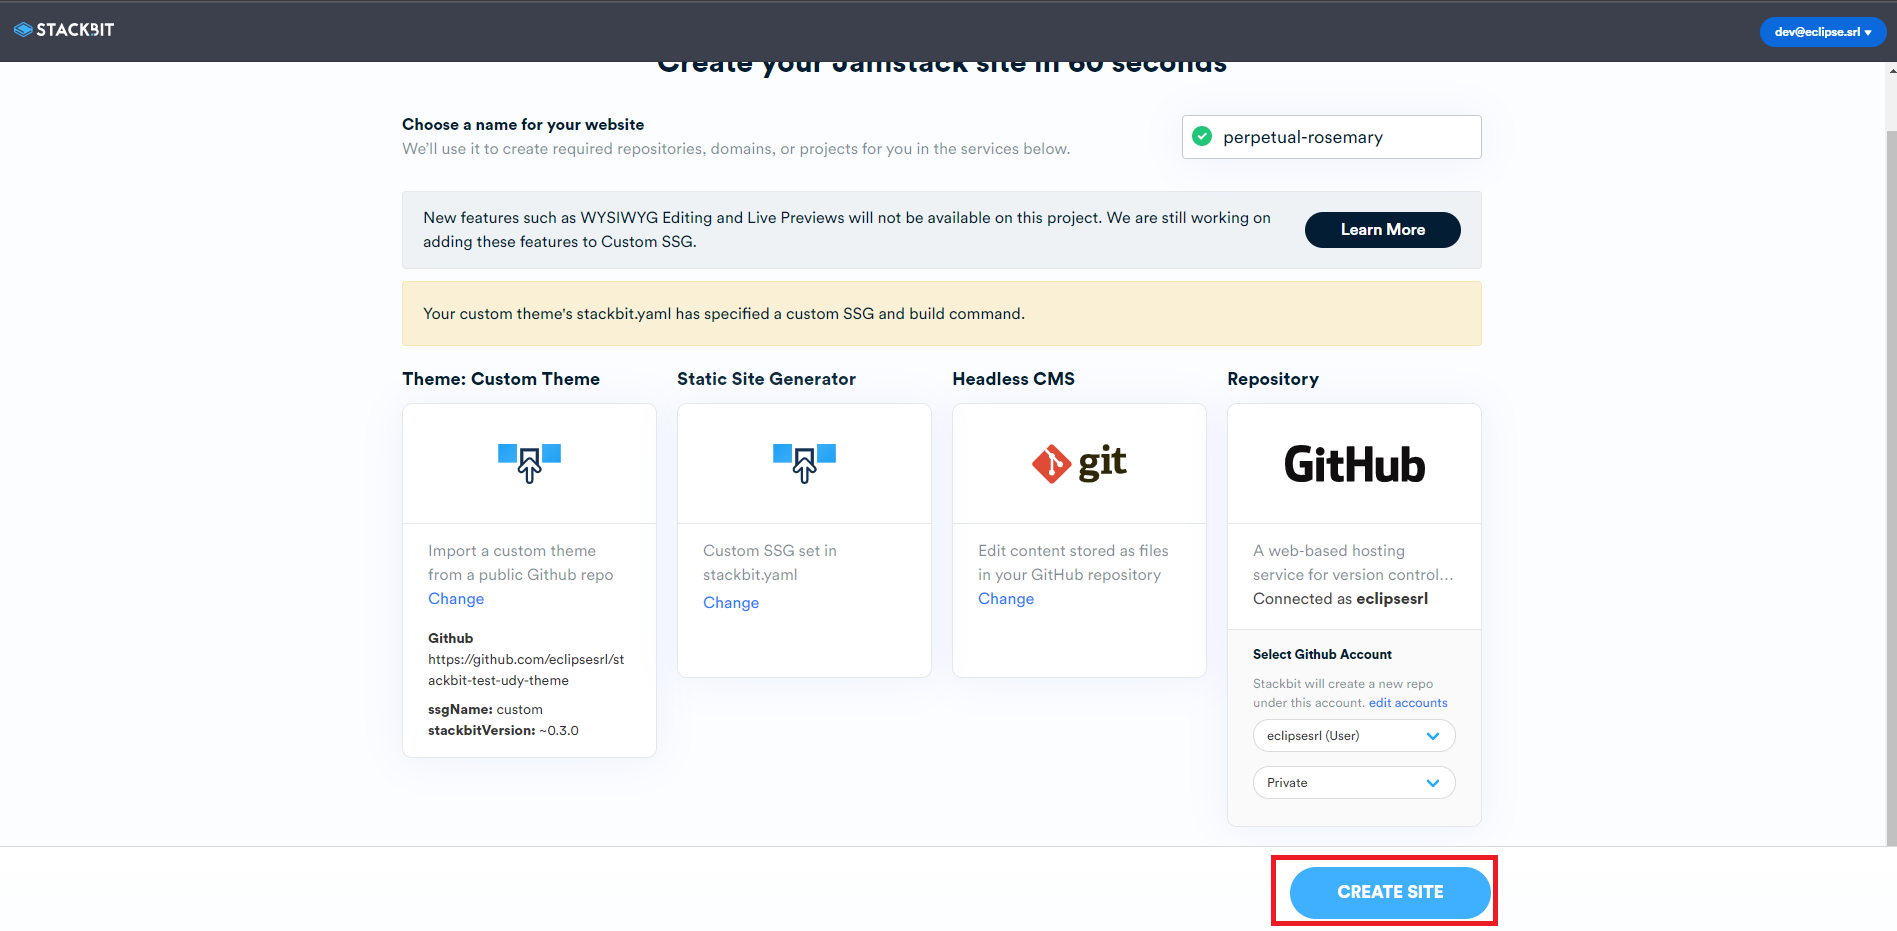 STACKBIT
dev@eclipse.srl
Create your Jamstack site in 60 seconds
Choose a name for your website
We'll use it to create required repositories, domains, or projects for you in the services below.
perpetual-rosemary
New features such as WYSIWYG Editing and Live Previews will not be available on this project. We are still working on
adding these features to Custom SSG.
Learn More
Your custom theme's stackbit.yaml has specified a custom SSG and build command.
Theme: Custom Theme
Import a custom theme
from a public Github repo
Change
Github
https://github.com/eclipsesrl/st
ackbit-test-udy-theme
ssgName: custom
stackbitVersion: ~0.3.0
Static Site Generator
Custom SSG set in
stackbit.yaml
Change
Headless CMS
git
Edit content stored as files
in your GitHub repository
Change
Repository
GitHub
A web-based hosting
service for version control...
Connected as eclipsesrl
Select Github Account
Stackbit will create a new repo
under this account. edit accounts
eclipsesrl (User)
Private
CREATE SITE